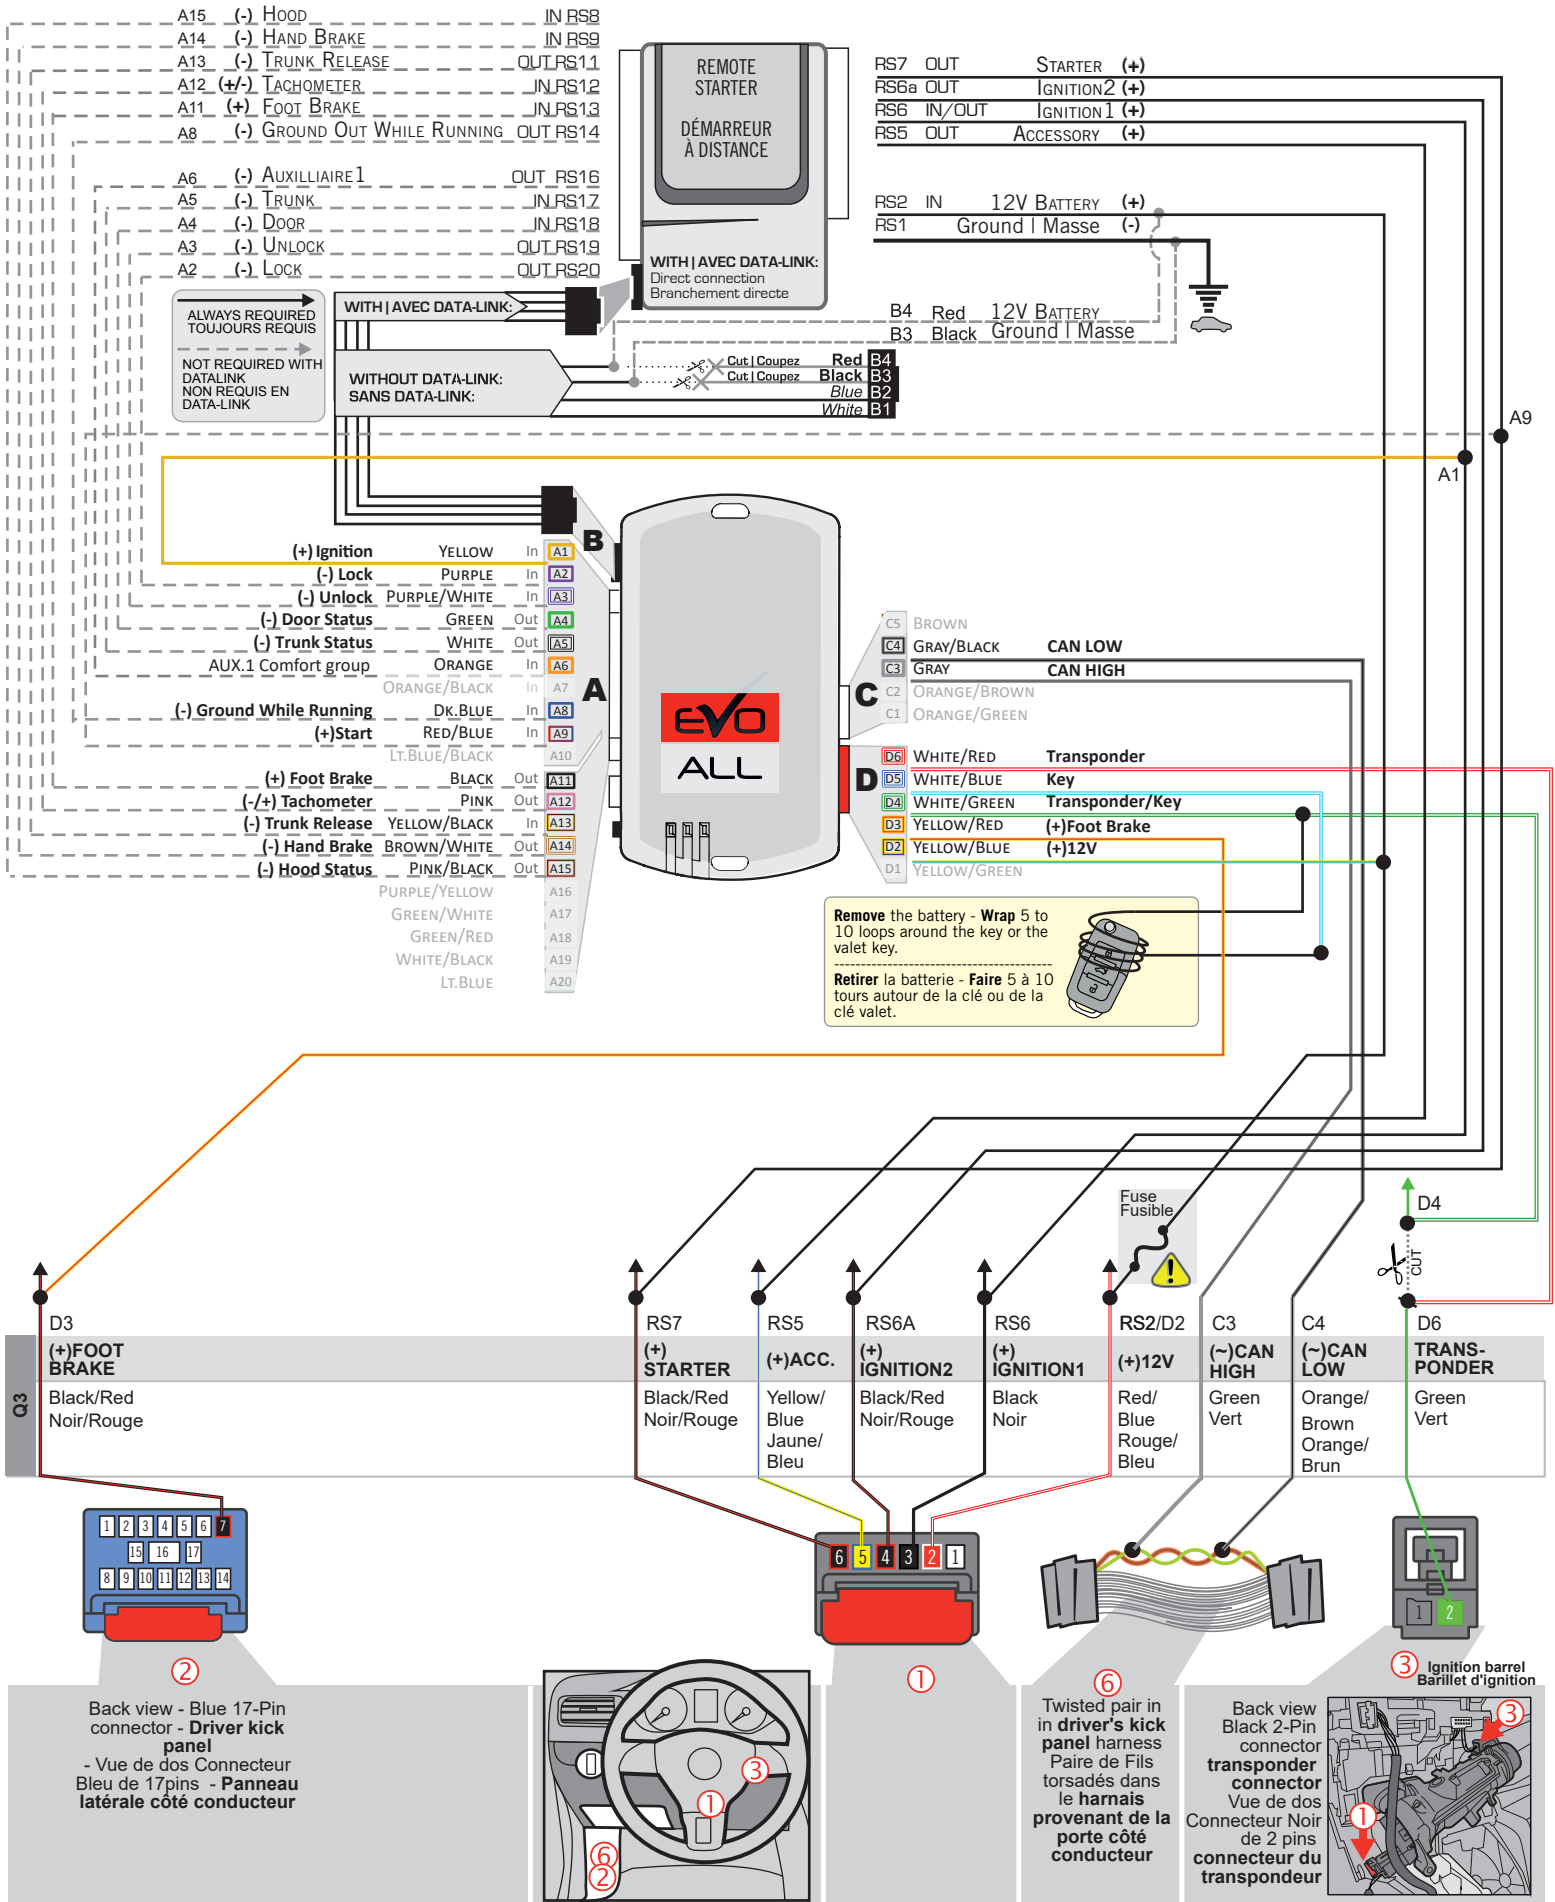 A15 (-) HOOD IN RS8
A14 (-) HAND BRAKE IN RS9
A13 (-) TRUNK RELEASE OUT RS11
A12 (+/-) TACHOMETER IN RS12
A11 (+) FOOT BRAKE IN RS13
A8 (-) GROUND OUT WHILE RUNNING OUT RS14
A6 (-) AUXILLIAIRE1 OUT RS16
A5 (-) TRUNK IN RS17
A4 (-) DOOR IN RS18
A3 (-) UNLOCK OUT RS19
A2 (-) LOCK OUT RS20
REMOTE
STARTER
DÉMARREUR
À DISTANCE
WITH | AVEC DATA-LINK:
Direct connection
Branchement directe
RS7 OUT STARTER (+)
RS6a OUT IGNITION2 (+)
RS6 IN/OUT IGNITION1 (+)
RS5 OUT ACCESSORY (+)
RS2 IN 12V BATTERY (+)
RS1 Ground | Masse (-)
ALWAYS REQUIRED
TOUJOURS REQUIS
NOT REQUIRED WITH
DATALINK
NON REQUIS EN
DATA-LINK
WITH | AVEC DATA-LINK:
WITHOUT DATA-LINK:
SANS DATA-LINK:
B4 Red 12V BATTERY
B3 Black Ground | Masse
Cut | Coupez Red B4
Cut | Coupez Black B3
Blue B2
White B1
A9
A1
B
(+) Ignition YELLOW In A1
(-) Lock PURPLE In A2
(-) Unlock PURPLE/WHITE In A3
(-) Door Status GREEN Out A4
(-) Trunk Status WHITE Out A5
AUX.1 Comfort group ORANGE In A6
ORANGE/BLACK In A7
(-) Ground While Running DK.BLUE In A8
(+)Start RED/BLUE In A9
LT.BLUE/BLACK A10
(+) Foot Brake BLACK Out A11
(-/+) Tachometer PINK Out A12
(-) Trunk Release YELLOW/BLACK In A13
(-) Hand Brake BROWN/WHITE Out A14
(-) Hood Status PINK/BLACK Out A15
PURPLE/YELLOW A16
GREEN/WHITE A17
GREEN/RED A18
WHITE/BLACK A19
LT.BLUE A20
A
EVO
ALL
C
C5 BROWN
C4 GRAY/BLACK CAN LOW
C3 GRAY CAN HIGH
C2 ORANGE/BROWN
C1 ORANGE/GREEN
D
D6 WHITE/RED Transponder
D5 WHITE/BLUE Key
D4 WHITE/GREEN Transponder/Key
D3 YELLOW/RED (+)Foot Brake
D2 YELLOW/BLUE (+)12V
D1 YELLOW/GREEN
Remove the battery - Wrap 5 to
10 loops around the key or the
valet key.
Retirer la batterie - Faire 5 à 10
tours autour de la clé ou de la
clé valet.
Fuse
Fusible
D4
CUT
D3 RS7 RS5 RS6A RS6 RS2/D2 C3 C4 D6
(+)FOOT
BRAKE
(+)
STARTER
(+)ACC.
(+)
IGNITION2
(+)
IGNITION1
(+)12V
(~)CAN
HIGH
(~)CAN
LOW
TRANS-
PONDER
Q3
Black/Red
Noir/Rouge
Black/Red
Noir/Rouge
Yellow/
Blue
Jaune/
Bleu
Black/Red
Noir/Rouge
Black
Noir
Red/
Blue
Rouge/
Bleu
Green
Vert
Orange/
Brown
Orange/
Brun
Green
Vert
1 2 3 4 5 6 7
15 16 17
8 9 10 11 12 13 14
6 5 4 3 2 1
1 2
2
Back view - Blue 17-Pin
connector - Driver kick
panel
- Vue de dos Connecteur
Bleu de 17pins - Panneau
latérale côté conducteur
3
1
6
2
1
6
Twisted pair in
in driver's kick
panel harness
Paire de Fils
torsadés dans
le harnais
provenant de la
porte côté
conducteur
3 Ignition barrel
Barillet d'ignition
Back view
Black 2-Pin
connector
transponder
connector
Vue de dos
Connecteur Noir
de 2 pins
connecteur du
transpondeur
3
1